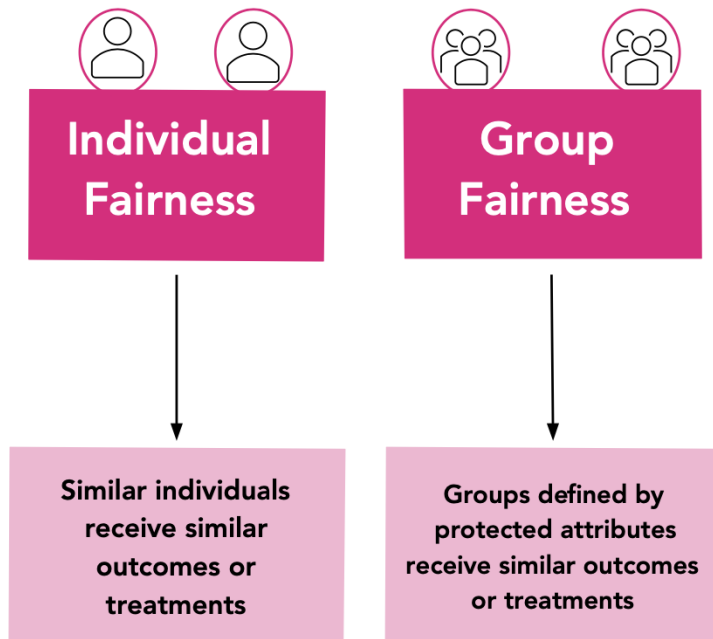 Individual
Fairness
Group
Fairness
Similar individuals
receive similar
outcomes or
treatments
Groups defined by
protected attributes
receive similar outcomes
or treatments